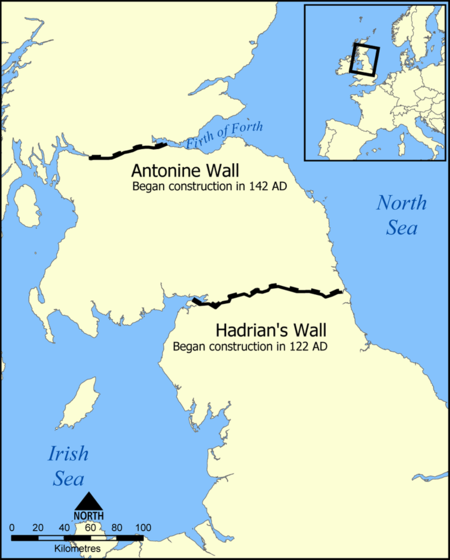 Firth of Forth
Antonine Wall
Began construction in 142 AD
North
Sea
Hadrian's Wall
Began construction in 122 AD
Irish
Sea
NORTH
0 20 40 60 80 100
Kilometres